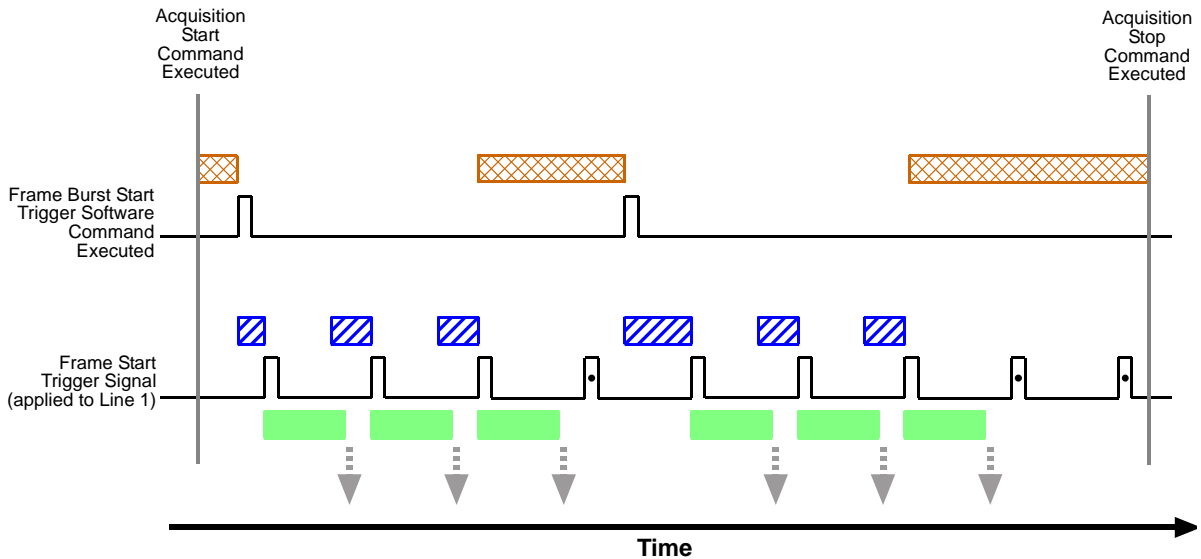 Acquisition
Start
Command
Executed
Acquisition
Stop
Command
Executed
Frame Burst Start
Trigger Software
Command
Executed
Frame Start
Trigger Signal
(applied to Line 1)
Time